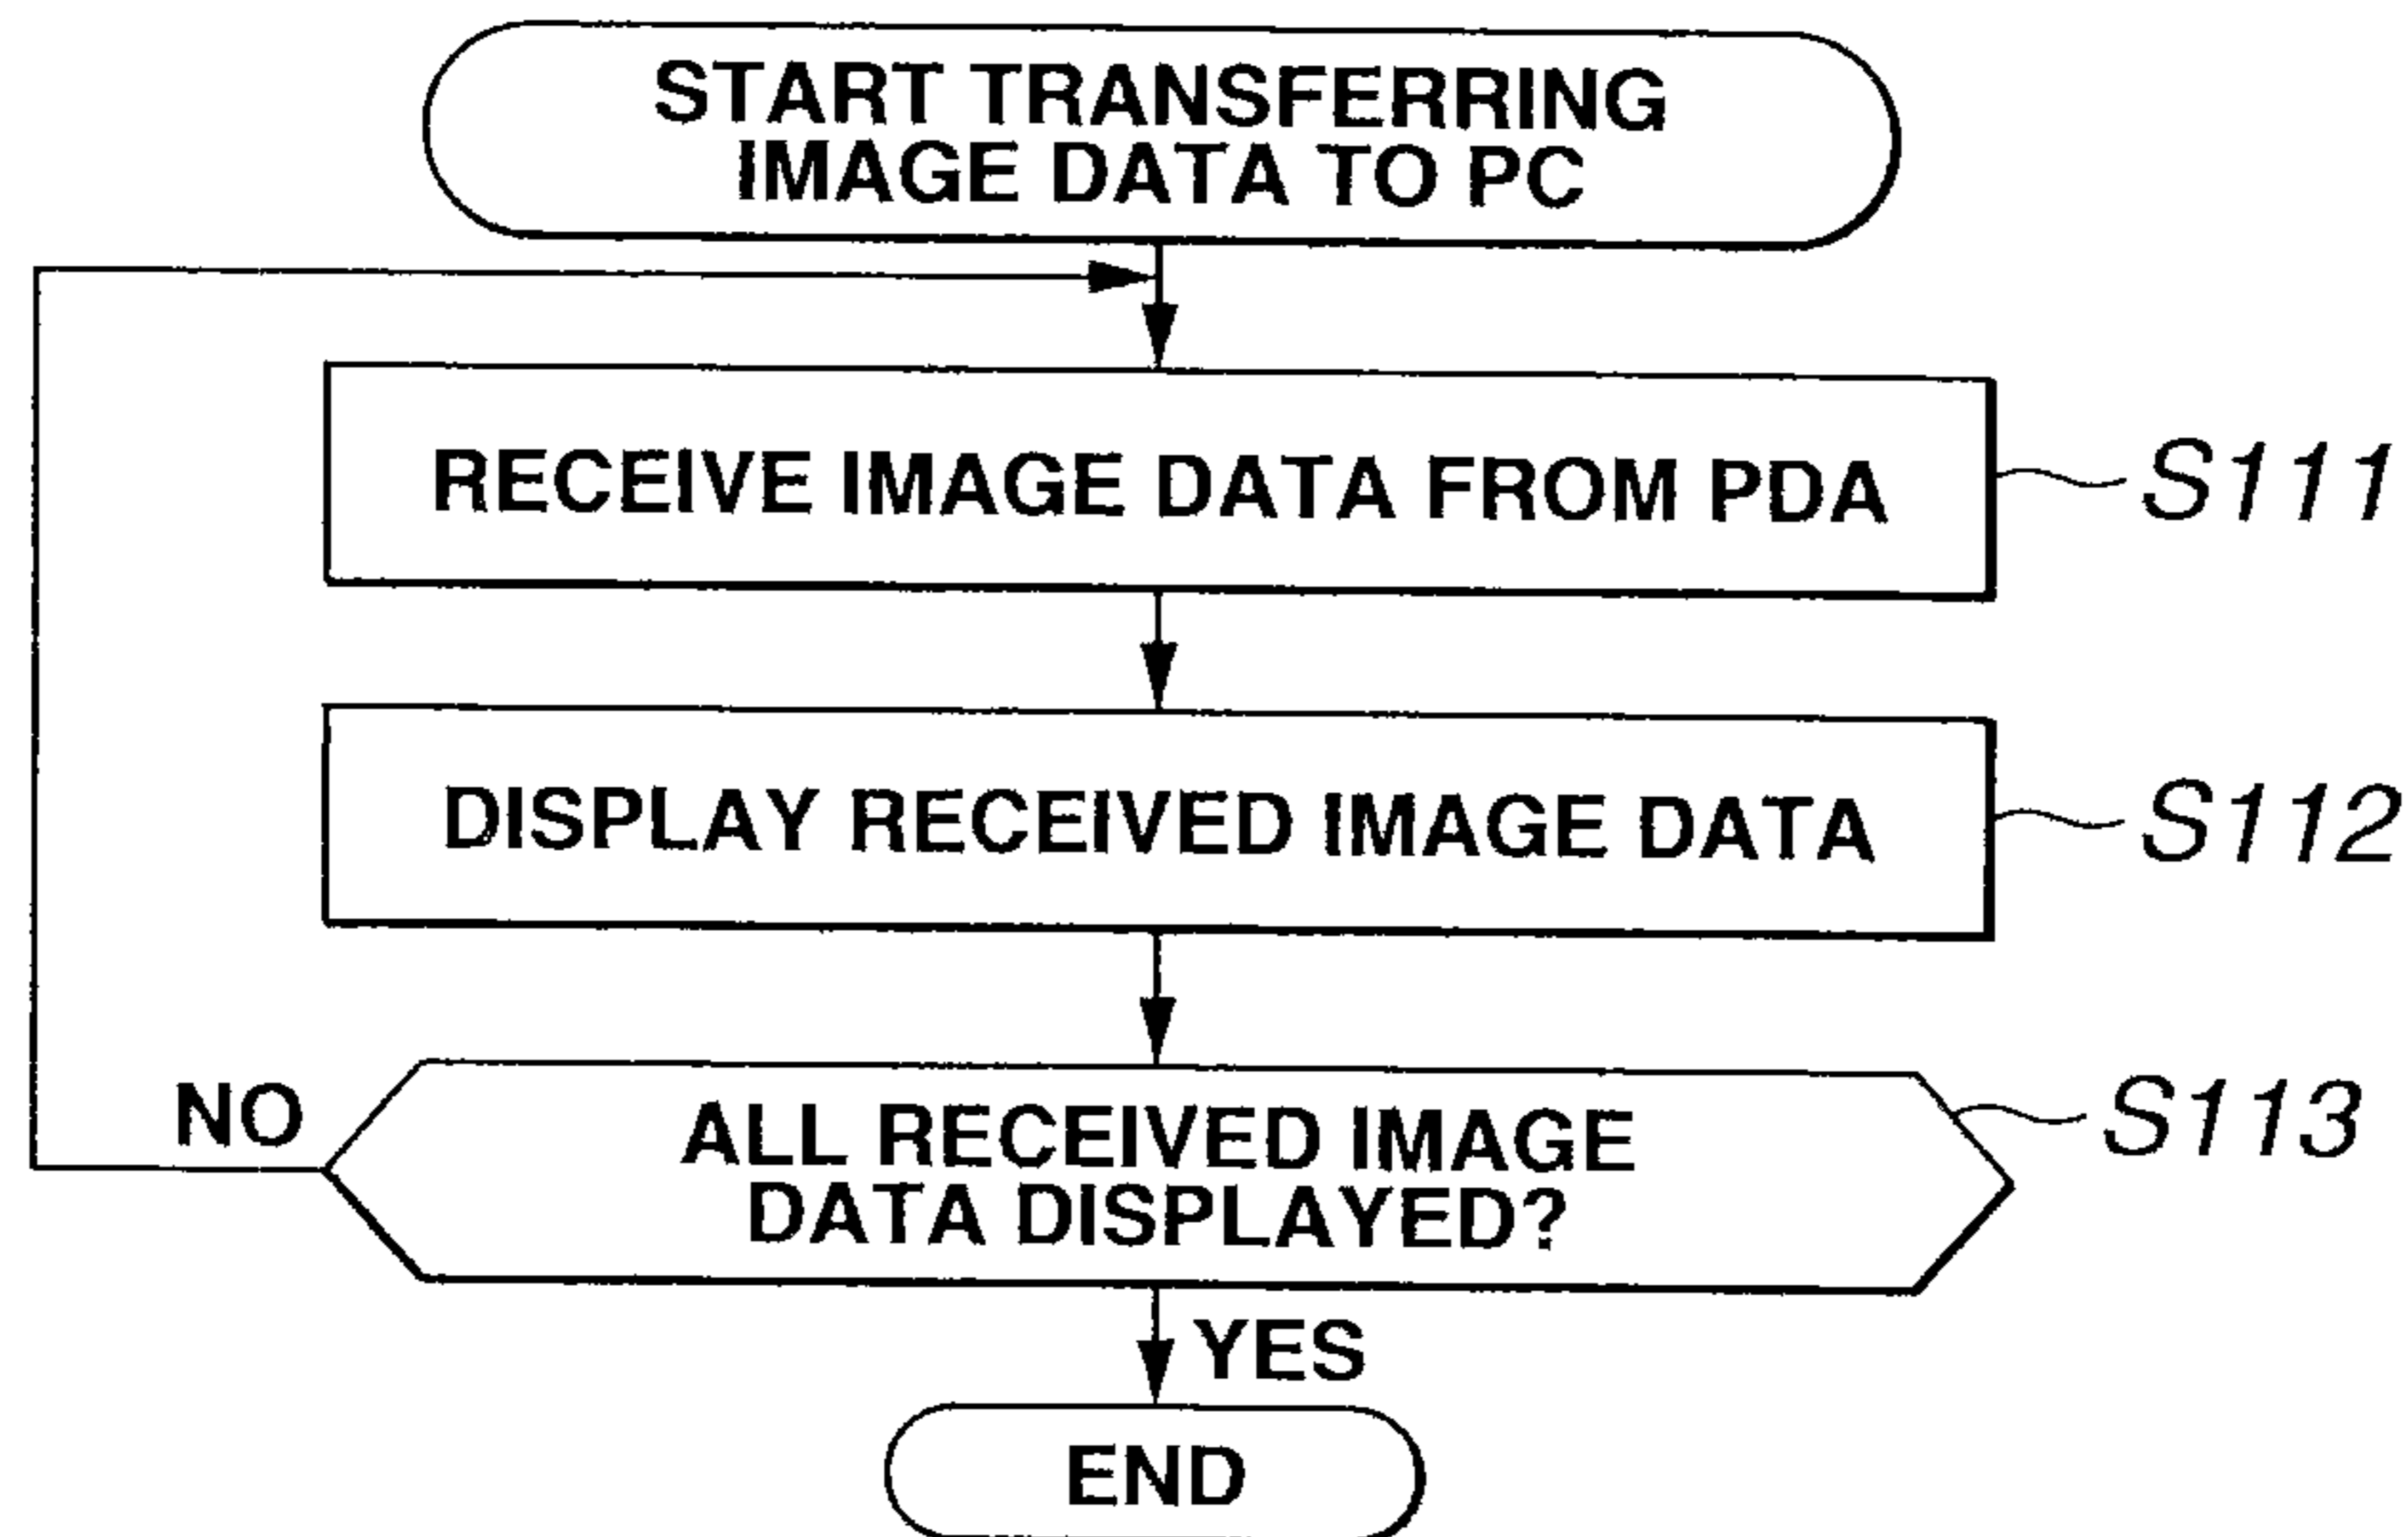 START TRANSFERRING
IMAGE DATA TO PC
RECEIVE IMAGE DATA FROM PDA
S111
DISPLAY RECEIVED IMAGE DATA
S112
NO
ALL RECEIVED IMAGE
DATA DISPLAYED?
S113
YES
END